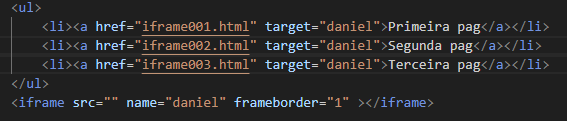 <ul>
<li><a href="iframe001.html" target="daniel">Primeira pag</a></li>
<li><a href="iframe002.html" target="daniel">Segunda pag</a></li>
<li><a href="iframe003.html" target="daniel">Terceira pag</a></li>
</ul>
<iframe src="" name="daniel" frameborder="1" ></iframe>